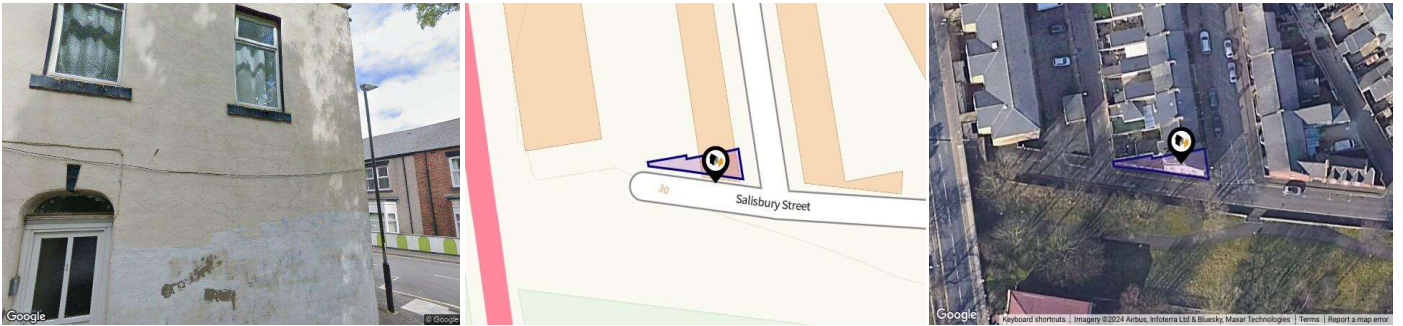 Google
© Google
30
Salisbury Street
Google
Keyboard shortcuts
Imagery ©2024 Airbus, Infoterra Ltd & Bluesky, Maxar Technologies
Terms
Report a map error